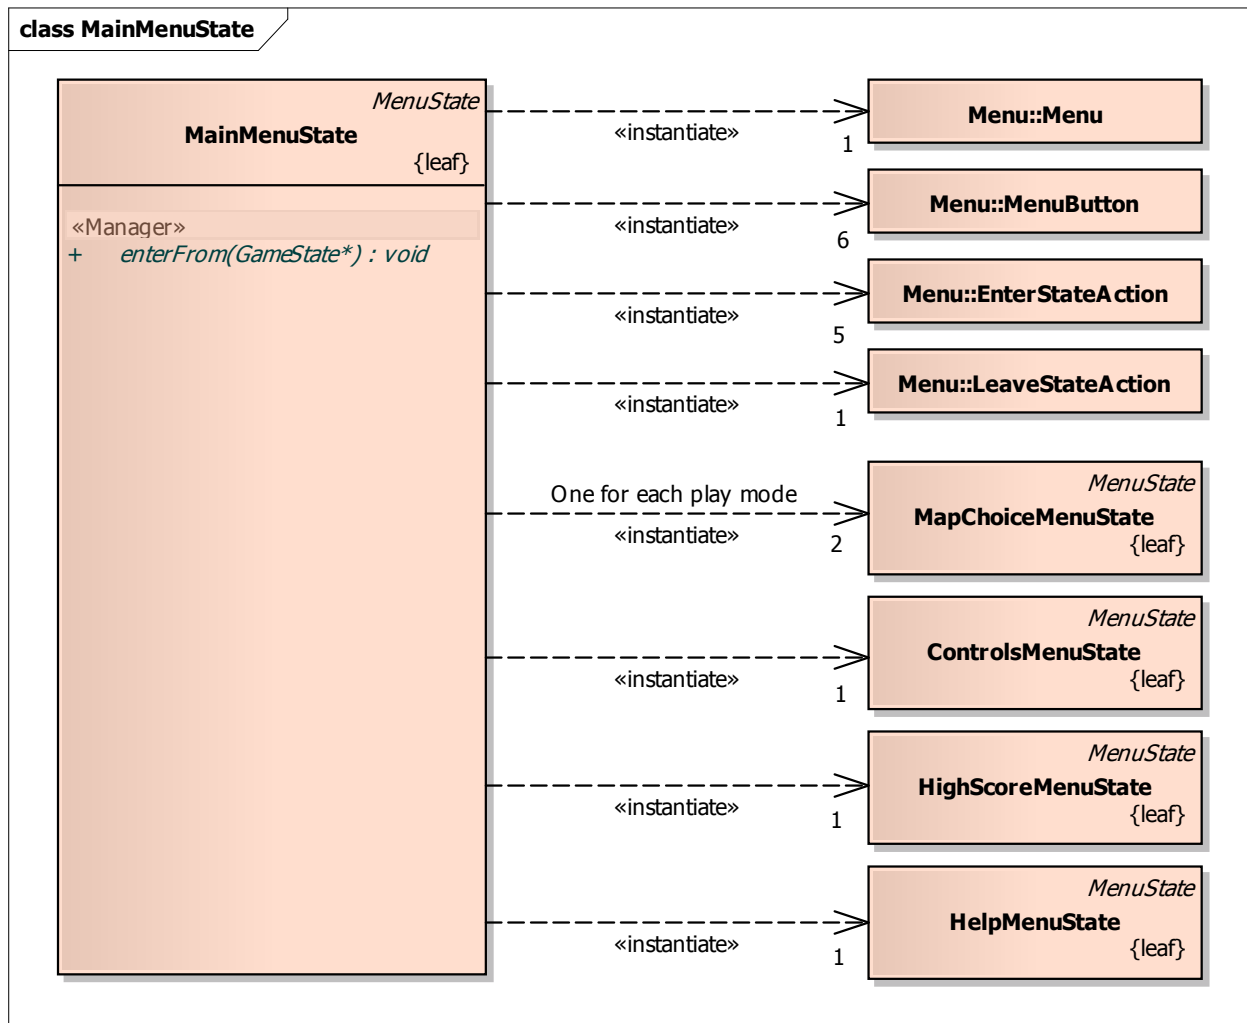 class MainMenuState
MenuState
MainMenuState
{leaf}
«Manager»
+ enterFrom(GameState*) : void
«instantiate»
1
Menu::Menu
«instantiate»
6
Menu::MenuButton
«instantiate»
5
Menu::EnterStateAction
«instantiate»
1
Menu::LeaveStateAction
One for each play mode
«instantiate»
2
MenuState
MapChoiceMenuState
{leaf}
«instantiate»
1
MenuState
ControlsMenuState
{leaf}
«instantiate»
1
MenuState
HighScoreMenuState
{leaf}
«instantiate»
1
MenuState
HelpMenuState
{leaf}